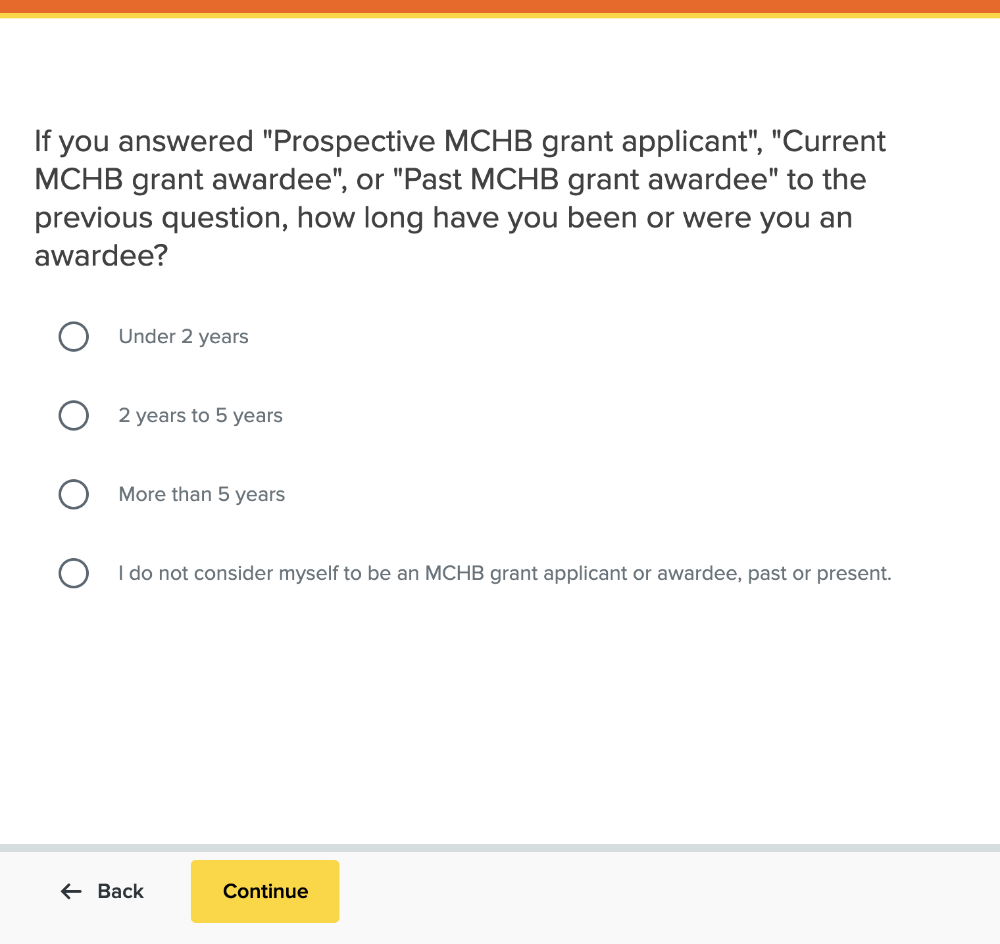 If you answered "Prospective MCHB grant applicant", "Current
MCHB grant awardee", or "Past MCHB grant awardee" to the
previous question, how long have you been or were you an
awardee?
Under 2 years
2 years to 5 years
More than 5 years
I do not consider myself to be an MCHB grant applicant or awardee, past or present.
Back
Continue